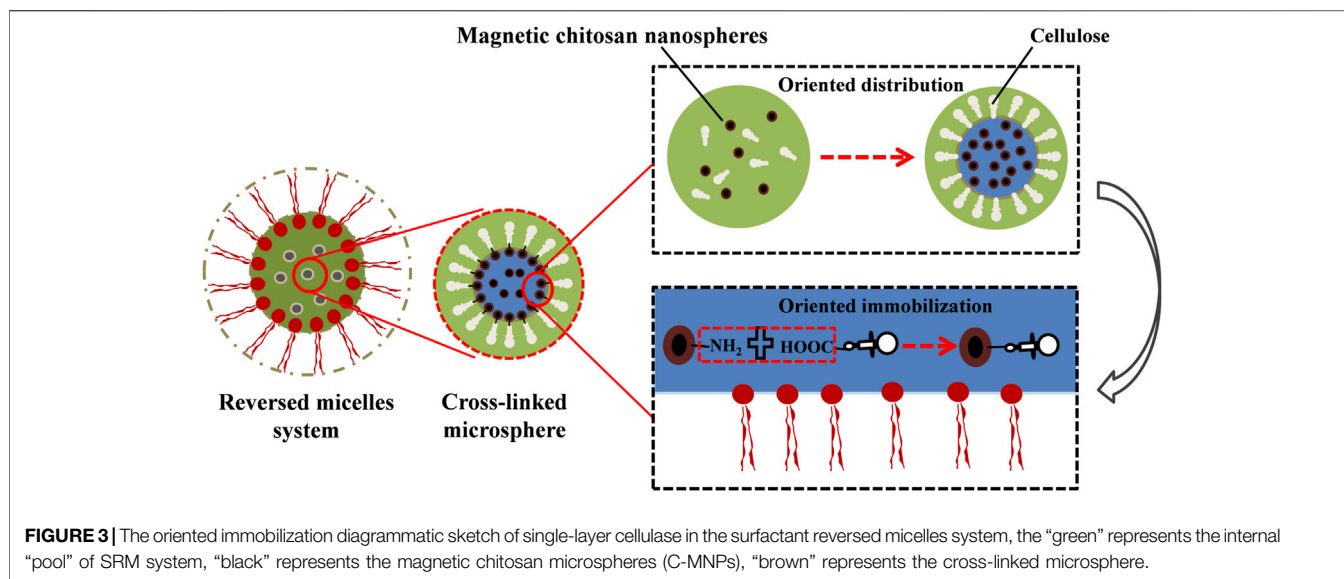 Magnetic chitosan nanospheres
Cellulose
Oriented distribution
Oriented immobilization
NH2
HOOC
Reversed micelles
system
Cross-linked
microsphere
FIGURE 3 | The oriented immobilization diagrammatic sketch of single-layer cellulase in the surfactant reversed micelles system, the “green” represents the internal
“pool” of SRM system, “black” represents the magnetic chitosan microspheres (C-MNPs), “brown” represents the cross-linked microsphere.